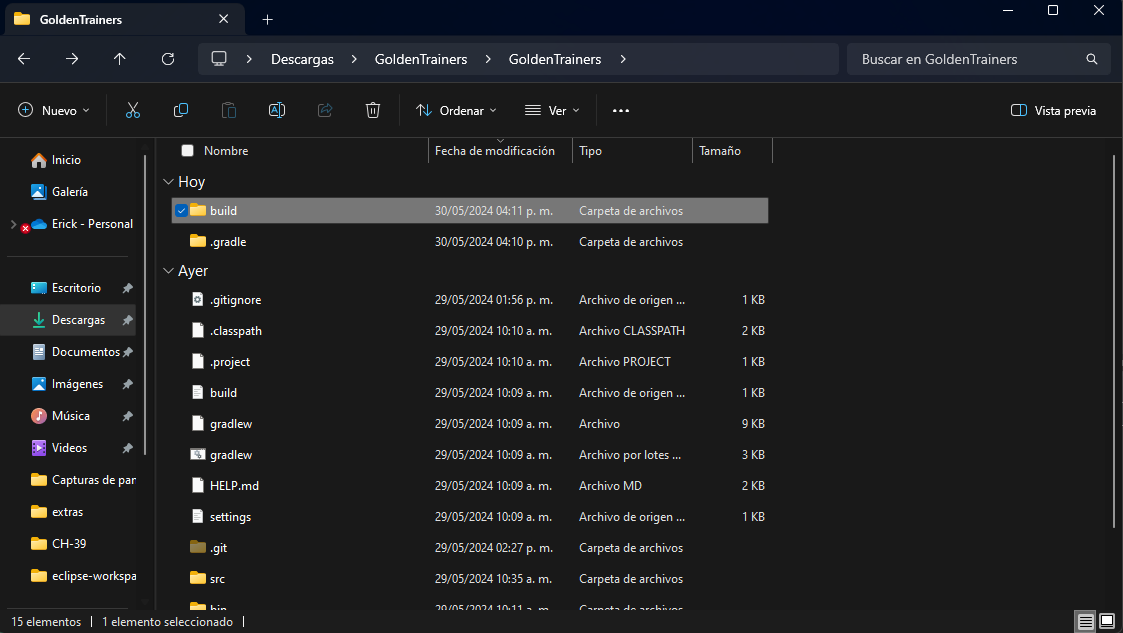 GoldenTrainers
Descargas > GoldenTrainers > GoldenTrainers >
Buscar en GoldenTrainers
Nuevo
Ordenar
Ver
Vista previa
Inicio
Galería
Erick - Personal
Escritorio
Descargas
Documentos
Imágenes
Música
Videos
Capturas de pan
extras
CH-39
eclipse-workspa
Nombre Fecha de modificación Tipo Tamaño
Hoy
build 30/05/2024 04:11 p. m. Carpeta de archivos
.gradle 30/05/2024 04:10 p. m. Carpeta de archivos
Ayer
.gitignore 29/05/2024 01:56 p. m. Archivo de origen ... 1 KB
.classpath 29/05/2024 10:10 a. m. Archivo CLASSPATH 2 KB
.project 29/05/2024 10:10 a. m. Archivo PROJECT 1 KB
build 29/05/2024 10:09 a. m. Archivo de origen ... 1 KB
gradlew 29/05/2024 10:09 a. m. Archivo 9 KB
gradlew 29/05/2024 10:09 a. m. Archivo por lotes ... 3 KB
HELP.md 29/05/2024 10:09 a. m. Archivo MD 2 KB
settings 29/05/2024 10:09 a. m. Archivo de origen ... 1 KB
.git 29/05/2024 02:27 p. m. Carpeta de archivos
src 29/05/2024 10:35 a. m. Carpeta de archivos
bin 29/05/2024 10:11 a. m. Carpeta de archivos
15 elementos | 1 elemento seleccionado |